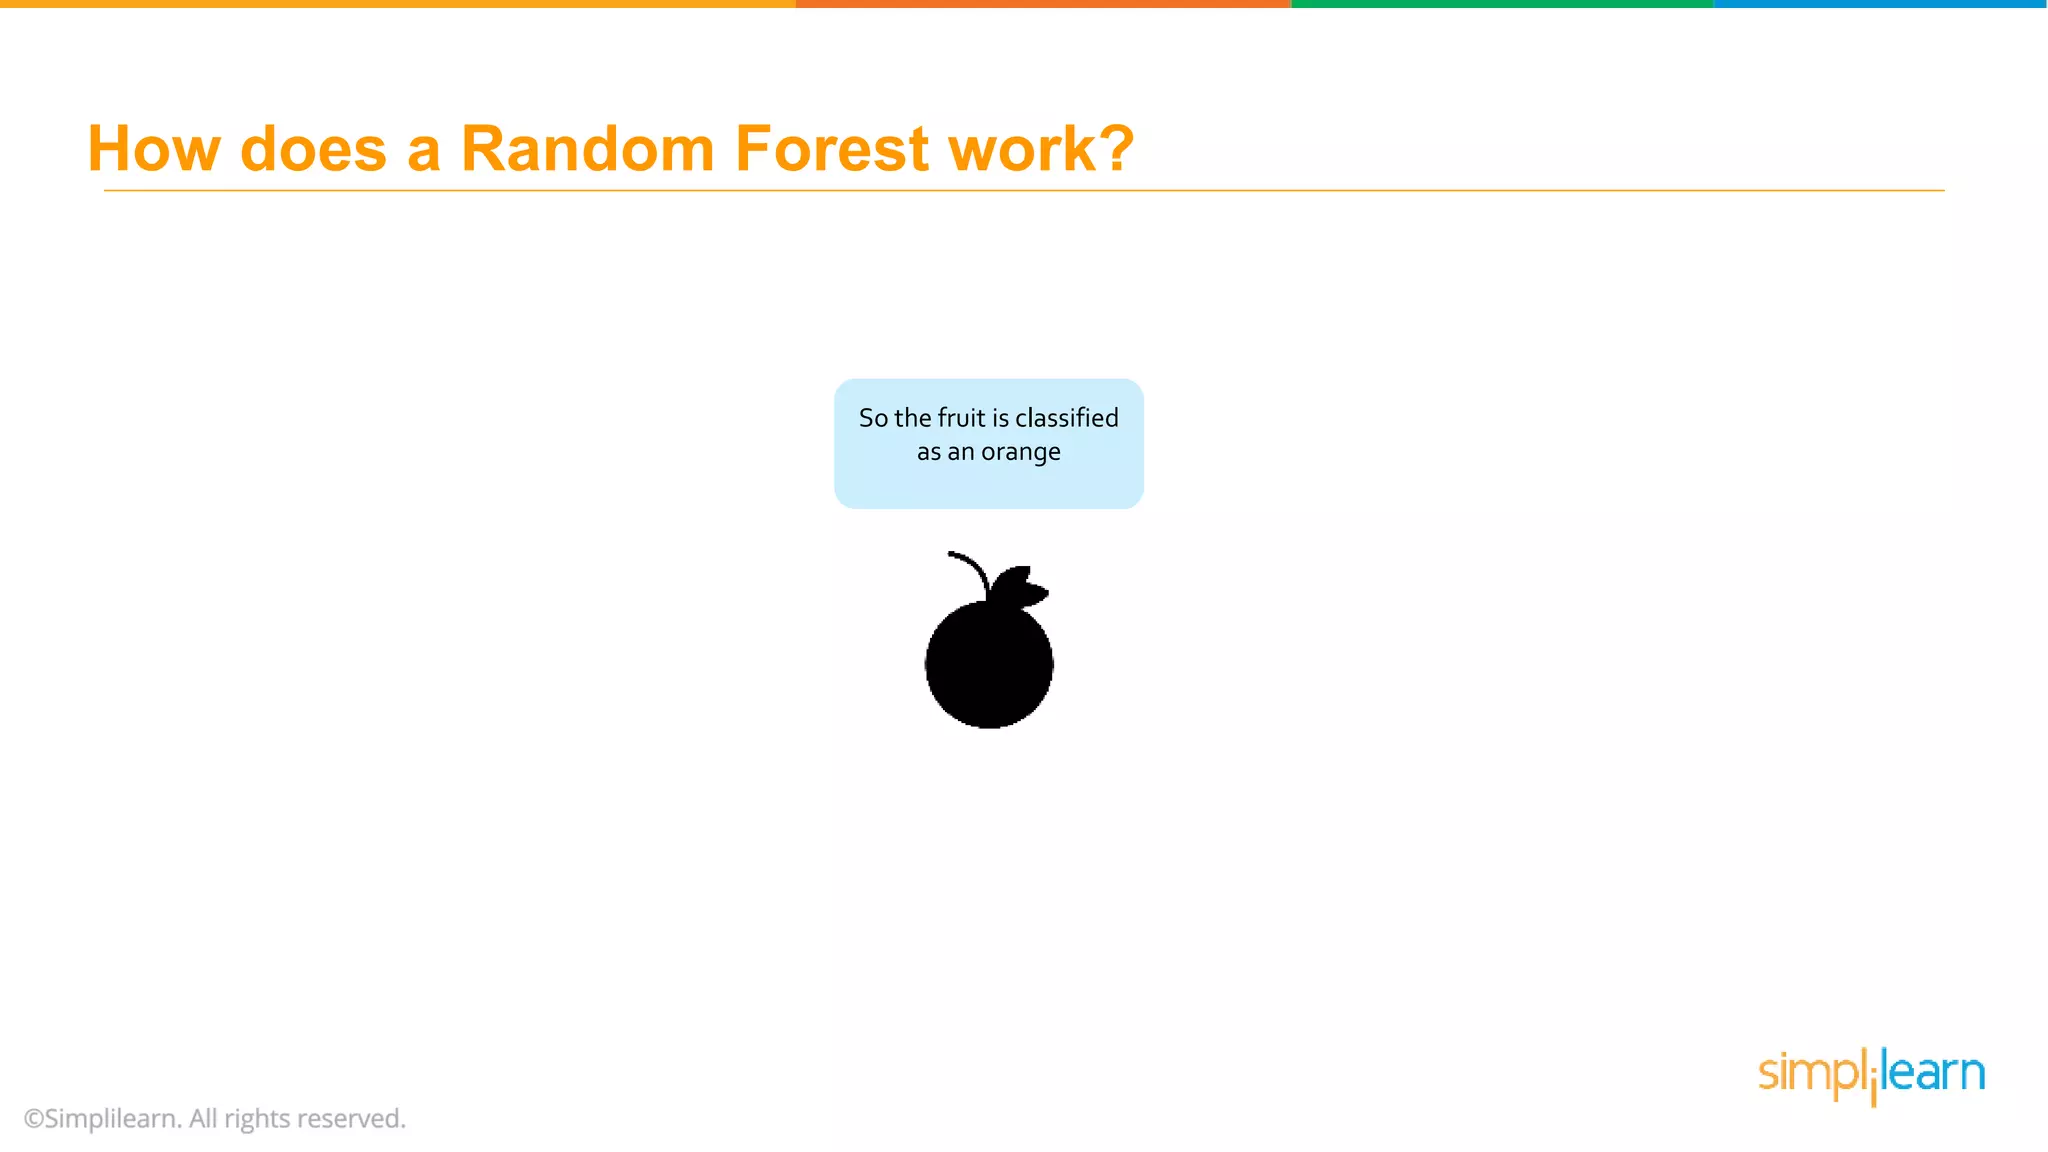 How does a Random Forest work?
So the fruit is classified
as an orange
simplilearn
©Simplilearn. All rights reserved.